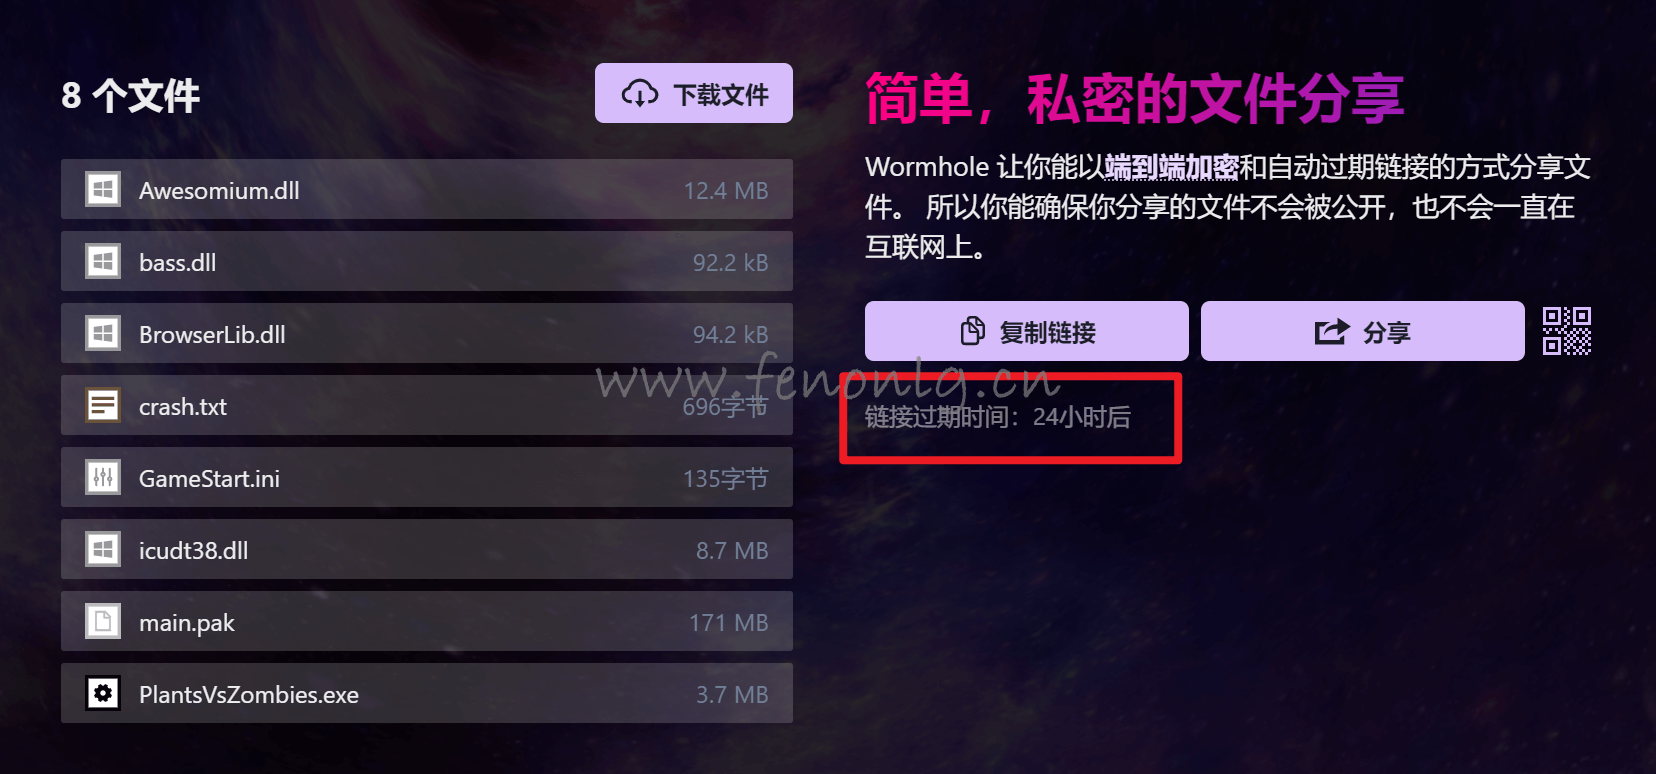 8 个文件
下载文件
Awesomium.dll 12.4 MB
bass.dll 92.2 kB
BrowserLib.dll 94.2 kB
crash.txt 696字节
GameStart.ini 135字节
icudt38.dll 8.7 MB
main.pak 171 MB
PlantsVsZombies.exe 3.7 MB
简单，私密的文件分享
Wormhole 让你能以端到端加密和自动过期链接的方式分享文
件。 所以你能确保你分享的文件不会被公开，也不会一直在
互联网上。
复制链接
分享
www.fenonlg.cn
链接过期时间：24小时后